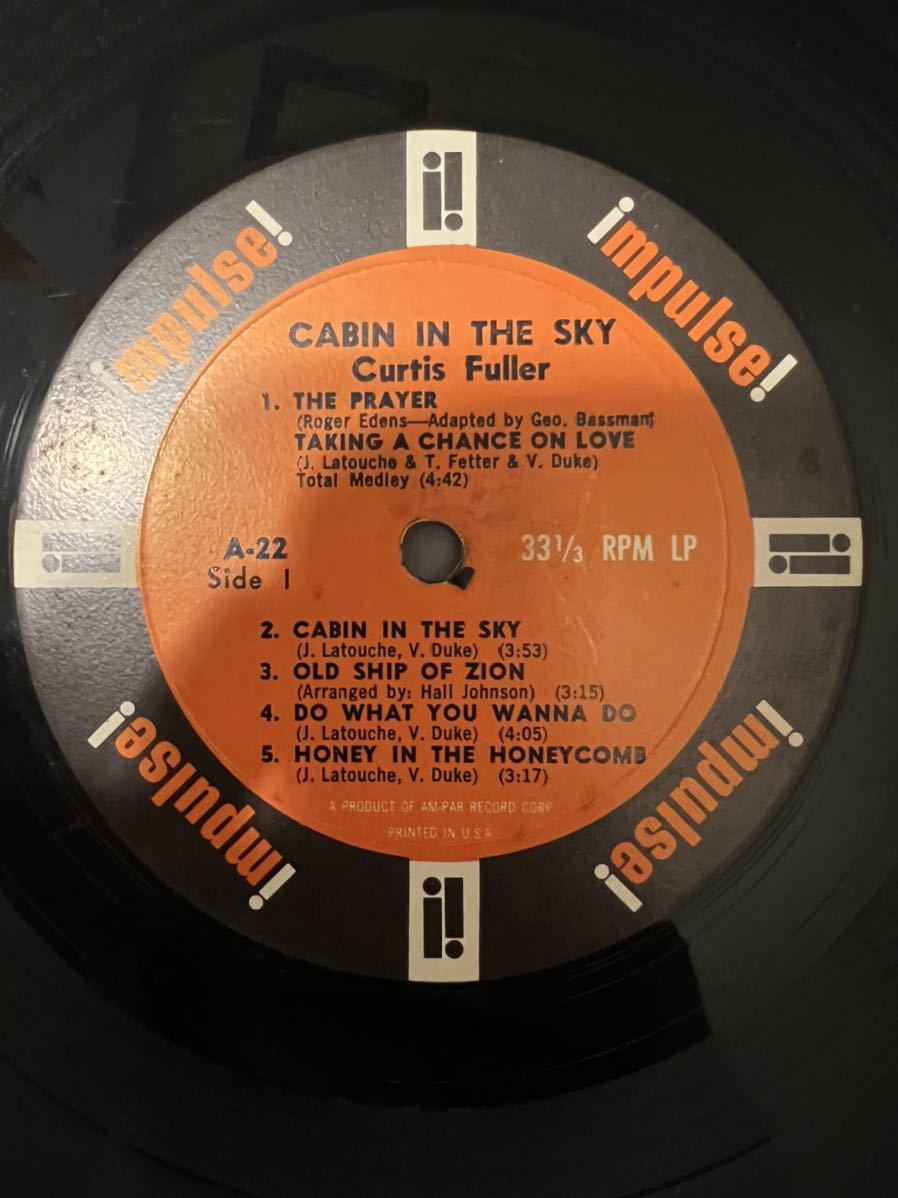 impulse!
impulse!
CABIN IN THE SKY
Curtis Fuller
1. THE PRAYER
(Roger Edens—Adapted by Geo. Bassman;
TAKING A CHANCE ON LOVE
(J. Latouche & T. Fetter & V. Duke)
Total Medley (4:42)
A-22
Side 1
33 1/3 RPM LP
2. CABIN IN THE SKY
(J. Latouche, V. Duke) (3:53)
3. OLD SHIP OF ZION
(Arranged by: Hall Johnson) (3:15)
4. DO WHAT YOU WANNA DO
(J. Latouche, V. Duke) (4:05)
5. HONEY IN THE HONEYCOMB
(J. Latouche, V. Duke) (3:17)
A PRODUCT OF AM-PAR RECORD CORP.
PRINTED IN U.S.A.
impulse!
impulse!